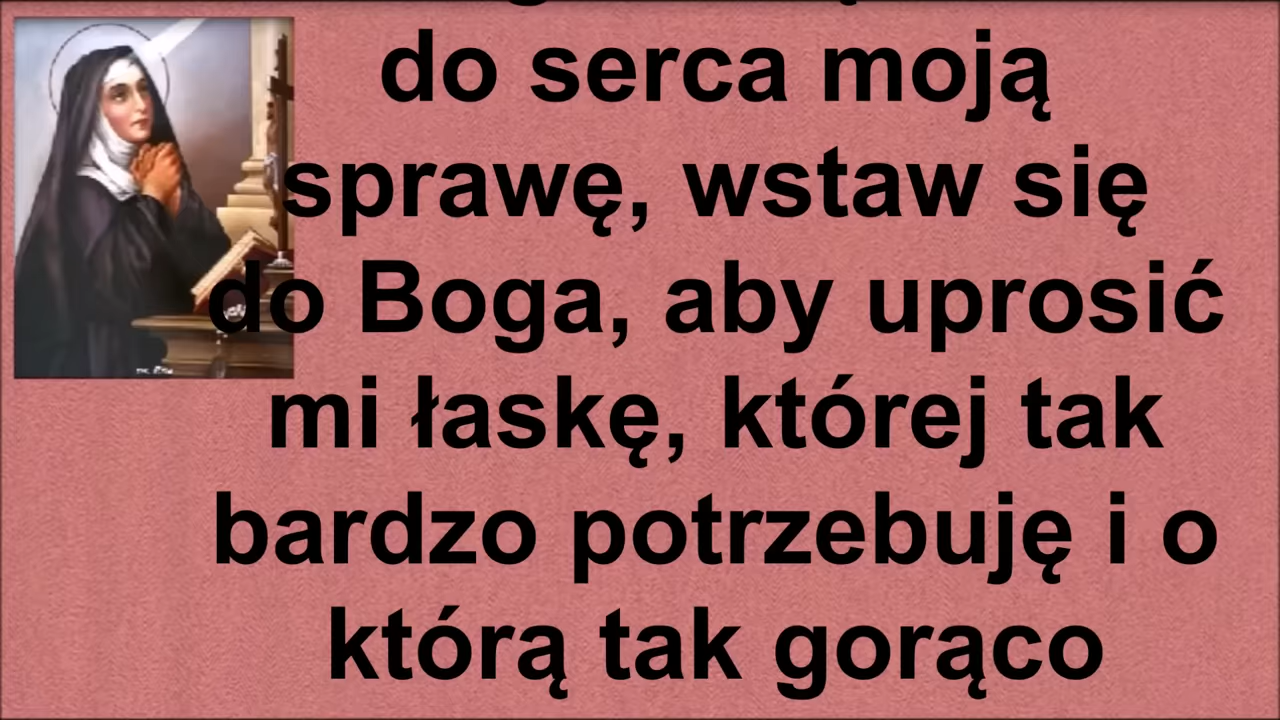 do serca moją
sprawę, wstaw się
do Boga, aby uprosić
mi łaskę, której tak
bardzo potrzebuję i o
którą tak gorąco